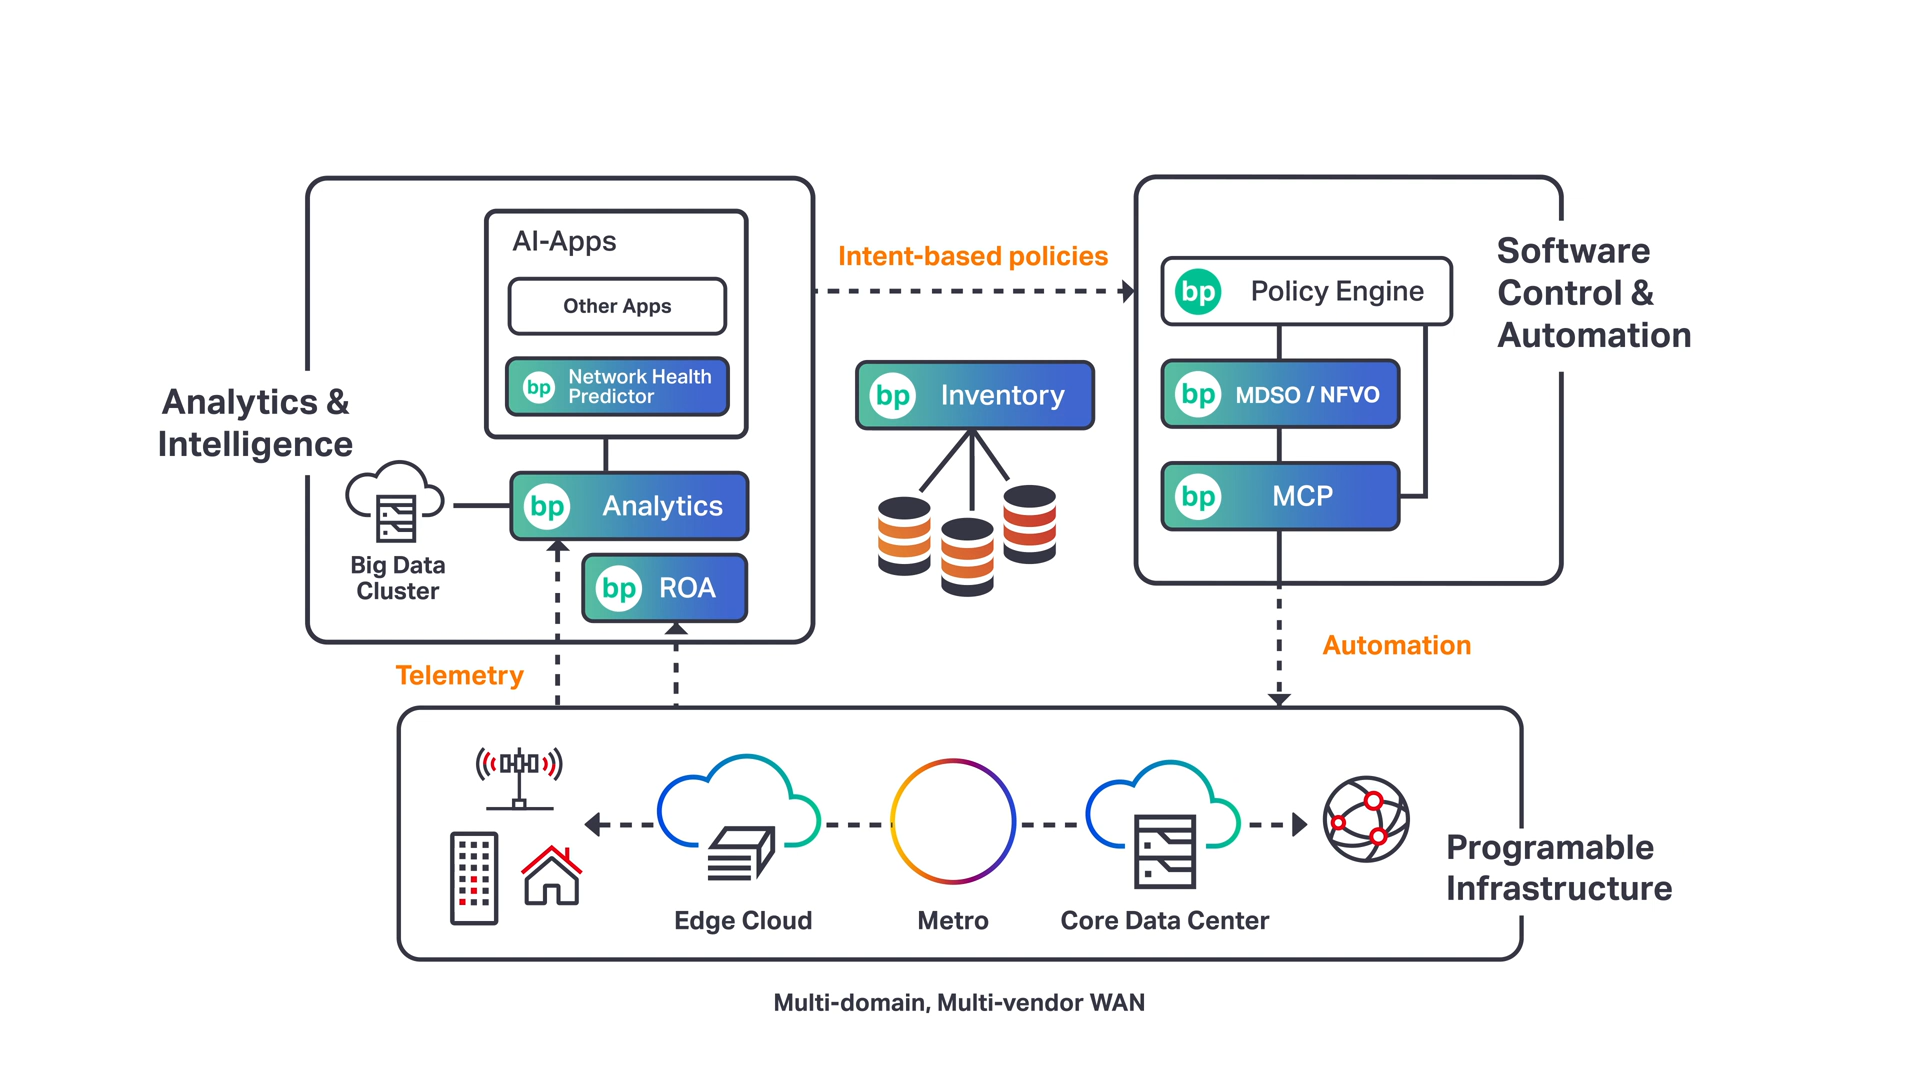 AI-Apps
Other Apps
bp Network Health
Predictor
Analytics &
Intelligence
bp Analytics
Big Data
Cluster
bp ROA
Telemetry
Intent-based policies
bp Inventory
bp Policy Engine
bp MDSO / NFVO
bp MCP
Software
Control &
Automation
Automation
Edge Cloud
Metro
Core Data Center
Programable
Infrastructure
Multi-domain, Multi-vendor WAN